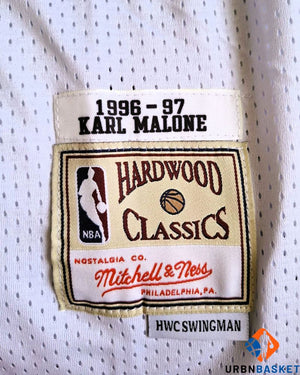 1996 - 97
KARL MALONE
HARDWOOD
CLASSICS
NBA
NOSTALGIA CO.
Mitchell & Ness
PHILADELPHIA, PA.
HWC SWINGMAN
URBNBASKET